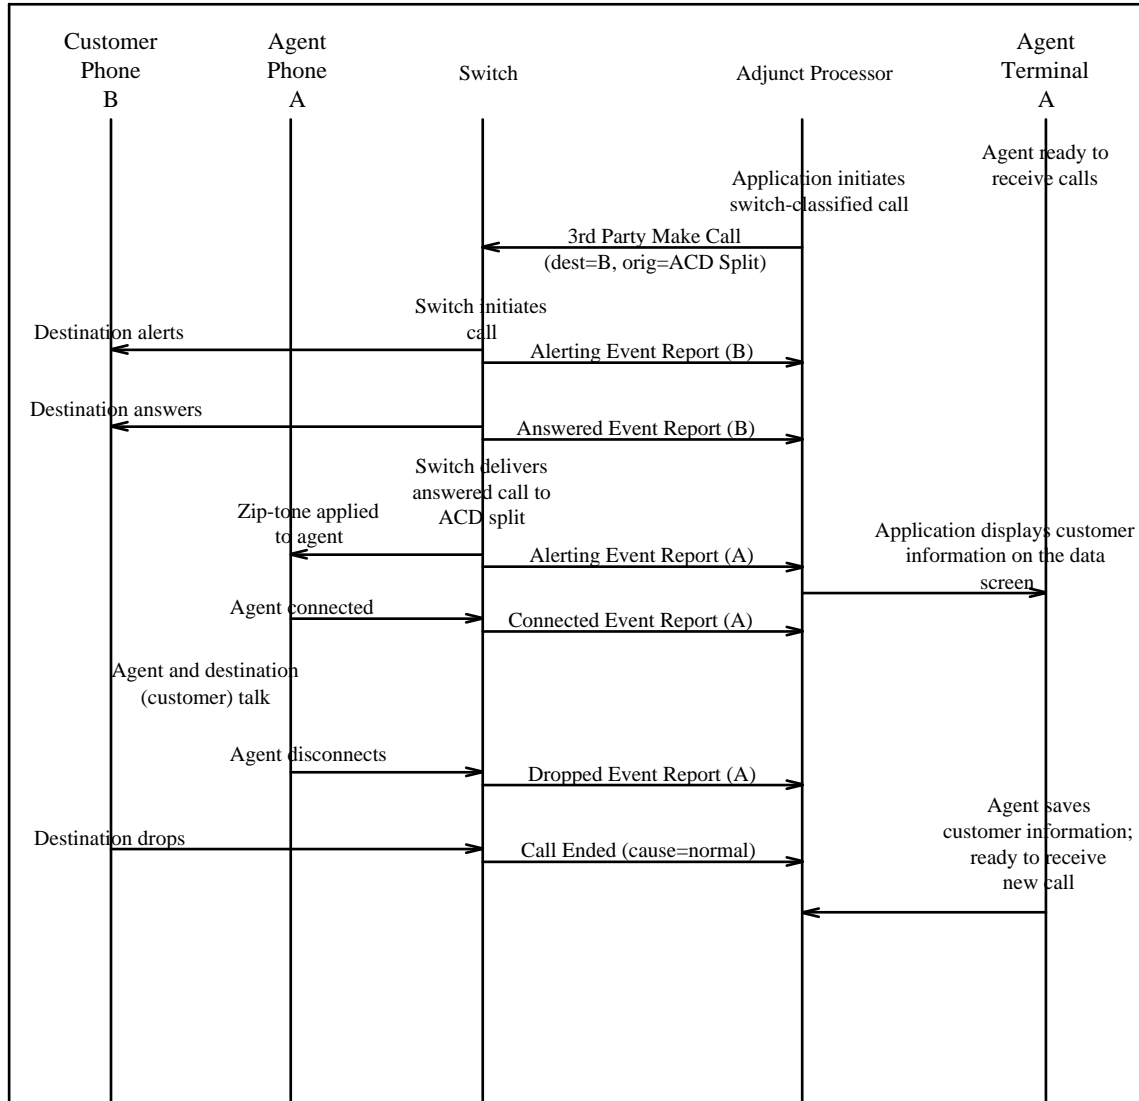 Customer
Phone
B
Agent
Phone
A
Switch
Adjunct Processor
Agent
Terminal
A
Agent ready to
receive calls
Application initiates
switch-classified call
3rd Party Make Call
(dest=B, orig=ACD Split)
Switch initiates
call
Destination alerts
Alerting Event Report (B)
Destination answers
Answered Event Report (B)
Switch delivers
answered call to
ACD split
Zip-tone applied
to agent
Alerting Event Report (A)
Application displays customer
information on the data
screen
Agent connected
Connected Event Report (A)
Agent and destination
(customer) talk
Agent disconnects
Dropped Event Report (A)
Destination drops
Call Ended (cause=normal)
Agent saves
customer information;
ready to receive
new call